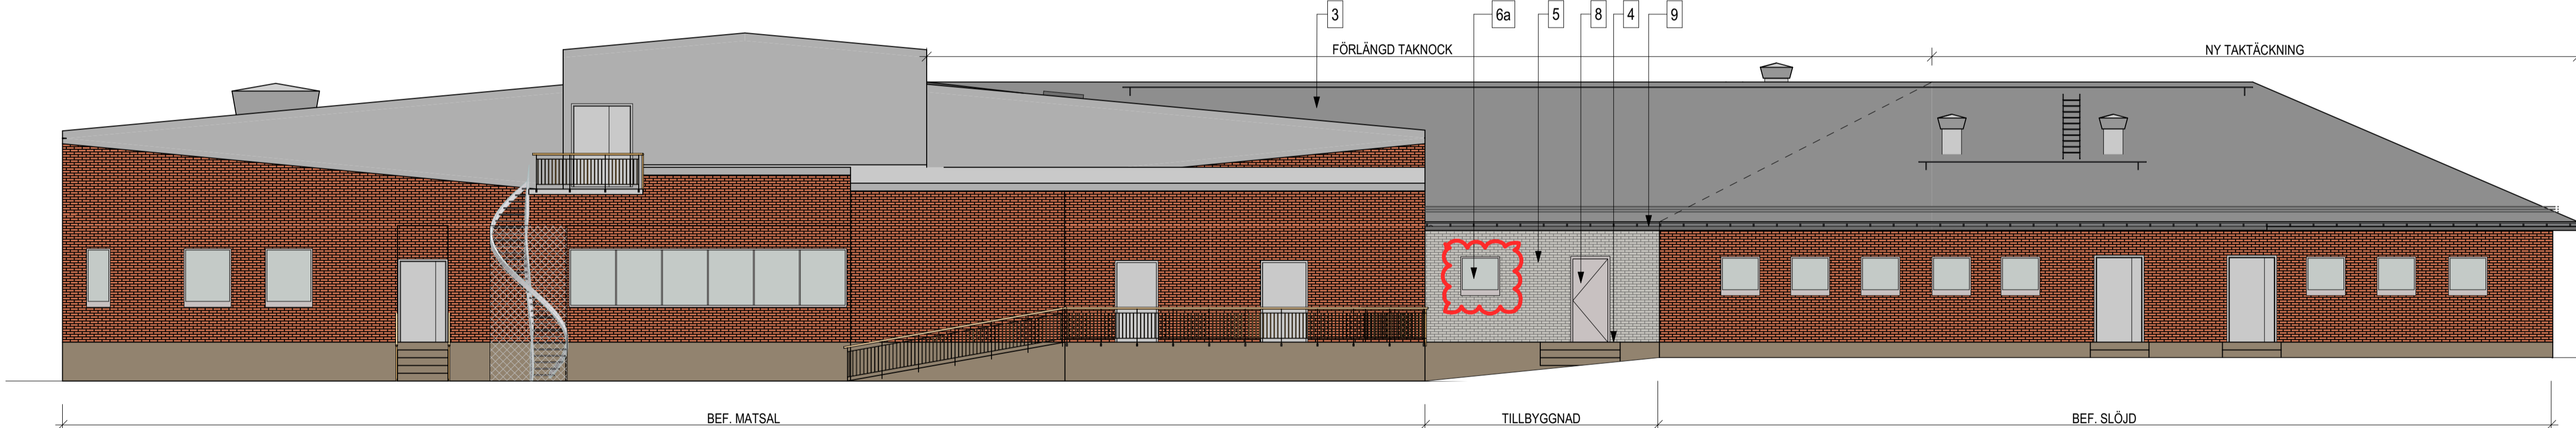 3 6a 5 8 4 9
FÖRLÄNGD TAKNOCK NY TAKTÄCKNING
BEF. MATSAL TILLBYGGNAD BEF. SLÖJD